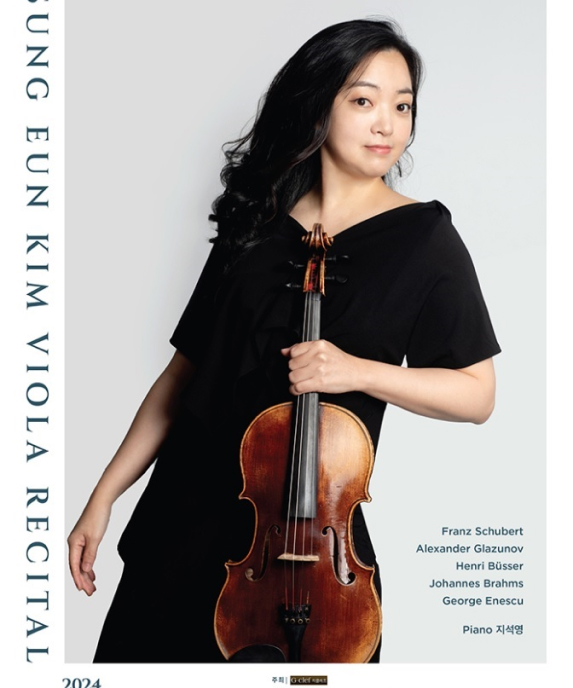 SUNG EUN KIM VIOLA RECITAL
Franz Schubert
Alexander Glazunov
Henri Büsser
Johannes Brahms
George Enescu
Piano 지석영
2024
주최 | G·clef